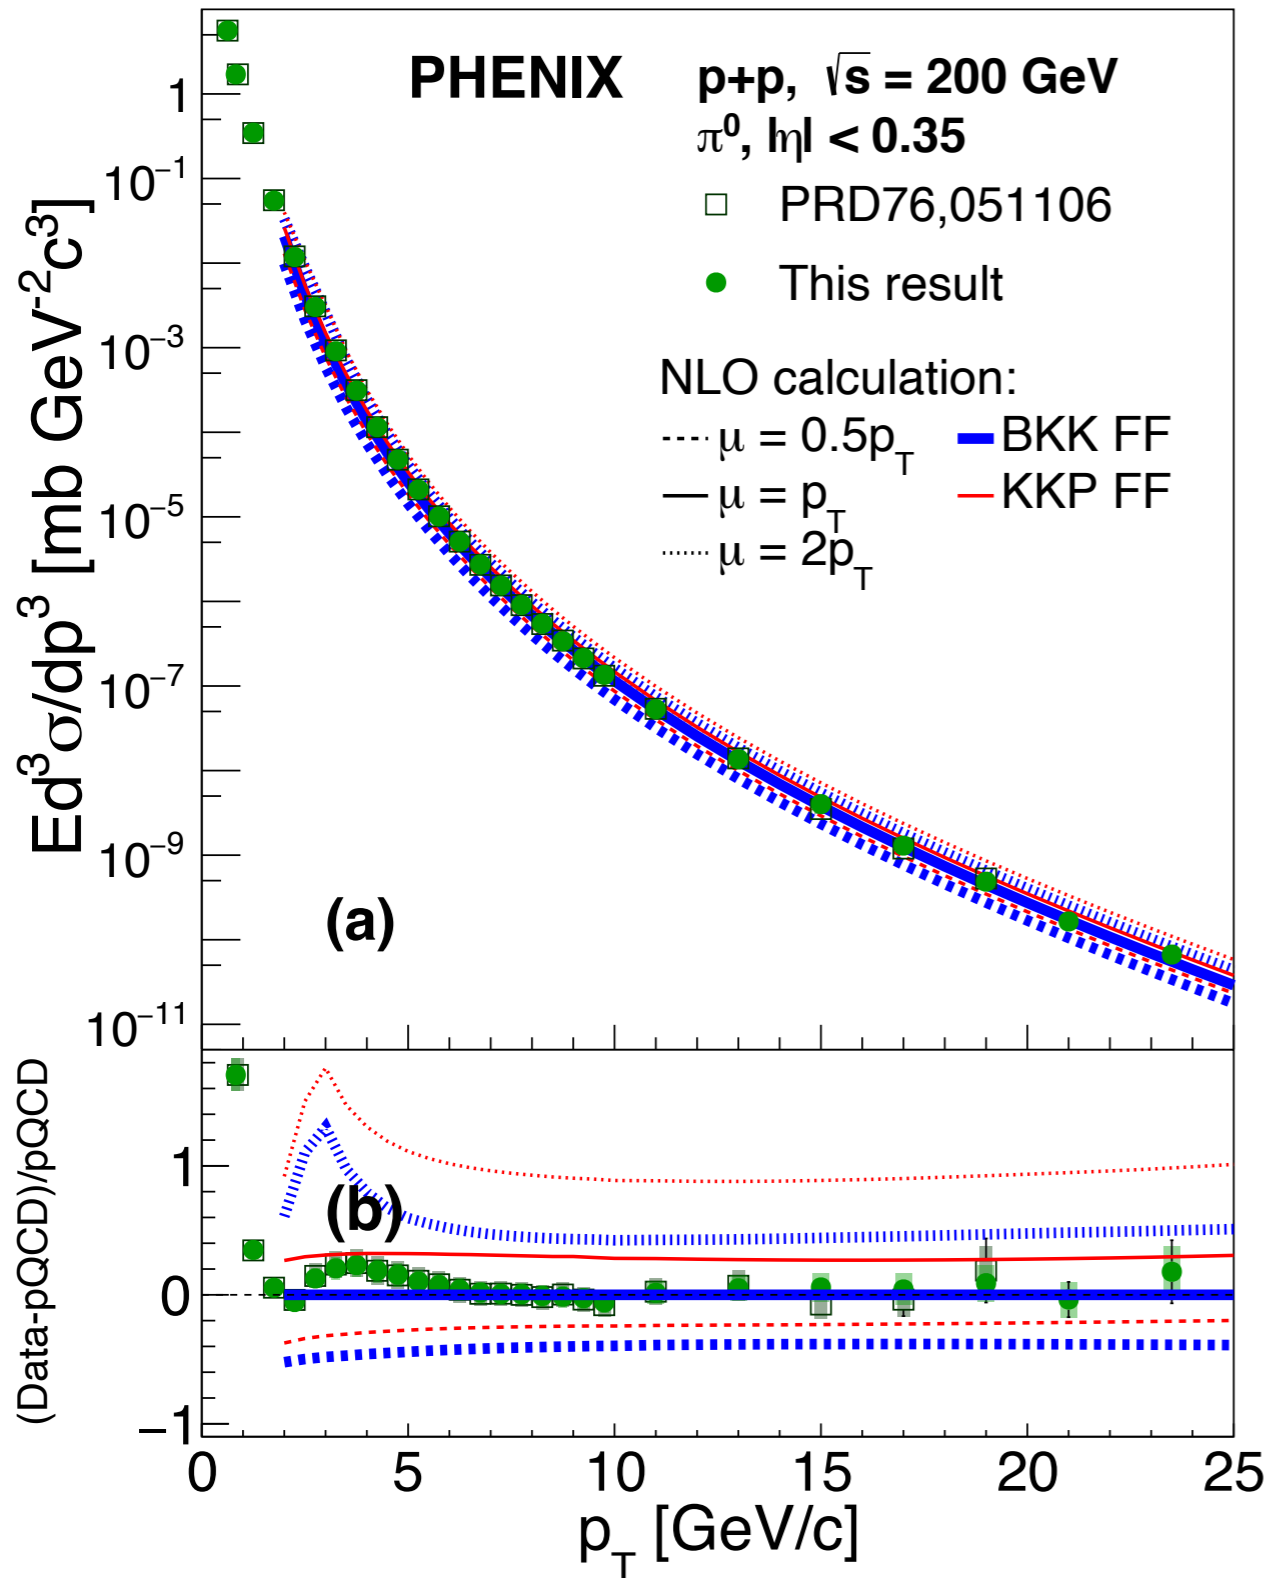 PHENIX
p+p, √s = 200 GeV
π⁰, |η| < 0.35
PRD76,051106
This result
NLO calculation:
μ = 0.5p_T
BKK FF
μ = p_T
KKP FF
μ = 2p_T
Ed³σ/dp³ [mb GeV⁻²c³]
1
10⁻¹
10⁻³
10⁻⁵
10⁻⁷
10⁻⁹
10⁻¹¹
(a)
(Data-pQCD)/pQCD
1
0
−1
(b)
0 5 10 15 20 25
p_T [GeV/c]